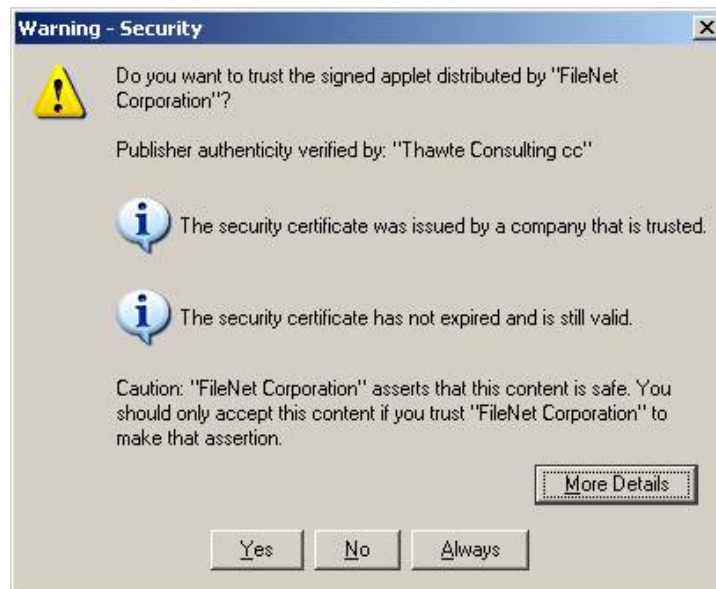 Warning - Security
Do you want to trust the signed applet distributed by "FileNet
Corporation"?
Publisher authenticity verified by: "Thawte Consulting cc"
The security certificate was issued by a company that is trusted.
The security certificate has not expired and is still valid.
Caution: "FileNet Corporation" asserts that this content is safe. You
should only accept this content if you trust "FileNet Corporation" to
make that assertion.
More Details
Yes No Always